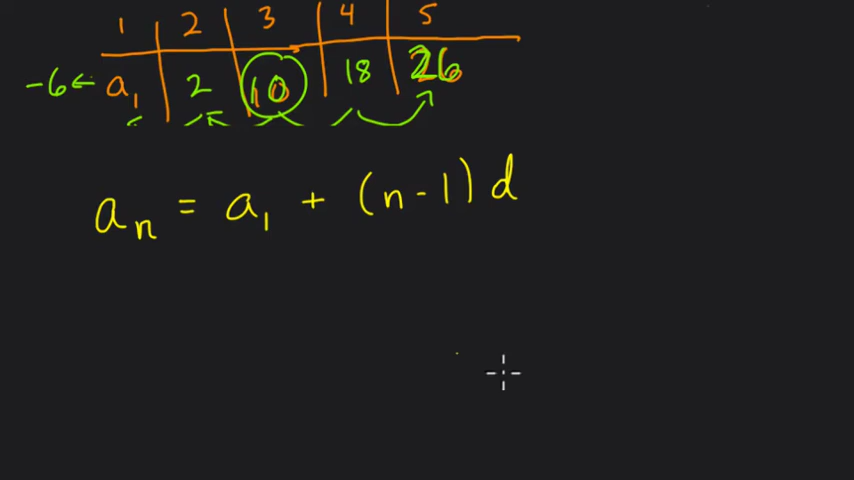 1 2 3 4 5
-6 ← a₁ 2 10 18 26
aₙ = a₁ + (n-1) d